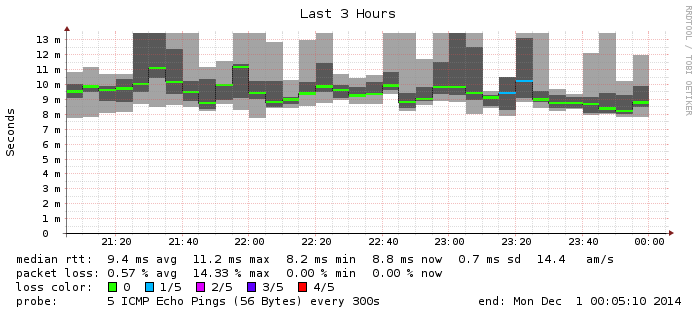 Last 3 Hours
RRDTOOL / TOBI OETIKER
Seconds
13 m
12 m
11 m
10 m
9 m
8 m
7 m
6 m
5 m
4 m
3 m
2 m
1 m
0
21:20 21:40 22:00 22:20 22:40 23:00 23:20 23:40 00:00
median rtt: 9.4 ms avg 11.2 ms max 8.2 ms min 8.8 ms now 0.7 ms sd 14.4 am/s
packet loss: 0.57 % avg 14.33 % max 0.00 % min 0.00 % now
loss color: 0 1/5 2/5 3/5 4/5
probe: 5 ICMP Echo Pings (56 Bytes) every 300s end: Mon Dec 1 00:05:10 2014